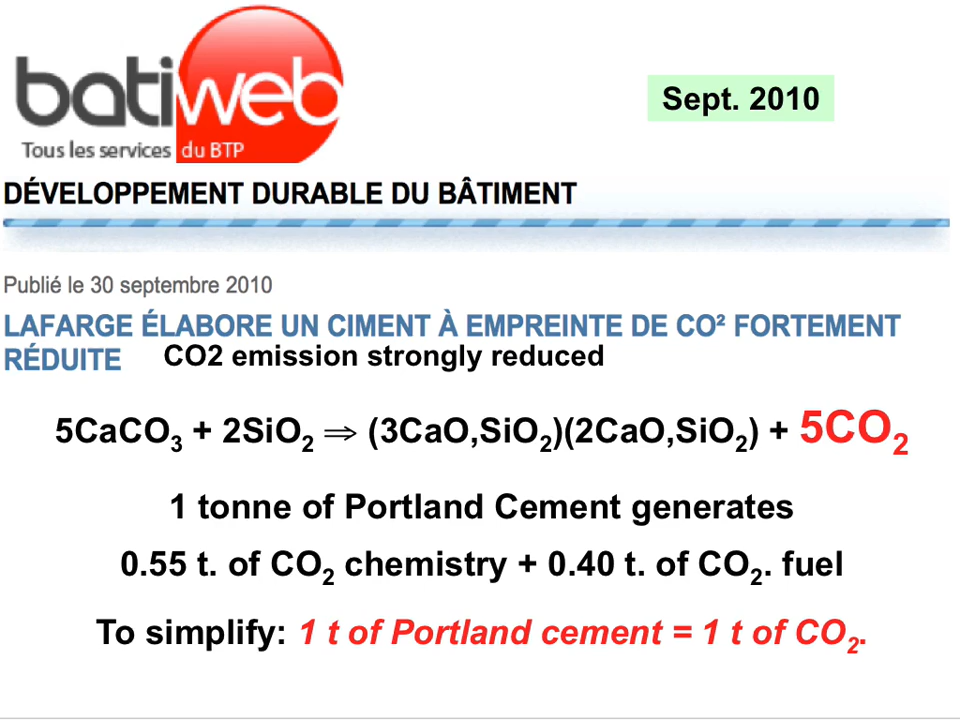 batiweb
Tous les services du BTP
Sept. 2010
DÉVELOPPEMENT DURABLE DU BÂTIMENT
Publié le 30 septembre 2010
LAFARGE ÉLABORE UN CIMENT À EMPREINTE DE CO² FORTEMENT
RÉDUITE CO2 emission strongly reduced
5CaCO₃ + 2SiO₂ ⇒ (3CaO,SiO₂)(2CaO,SiO₂) + 5CO₂
1 tonne of Portland Cement generates
0.55 t. of CO₂ chemistry + 0.40 t. of CO₂. fuel
To simplify: 1 t of Portland cement = 1 t of CO₂.